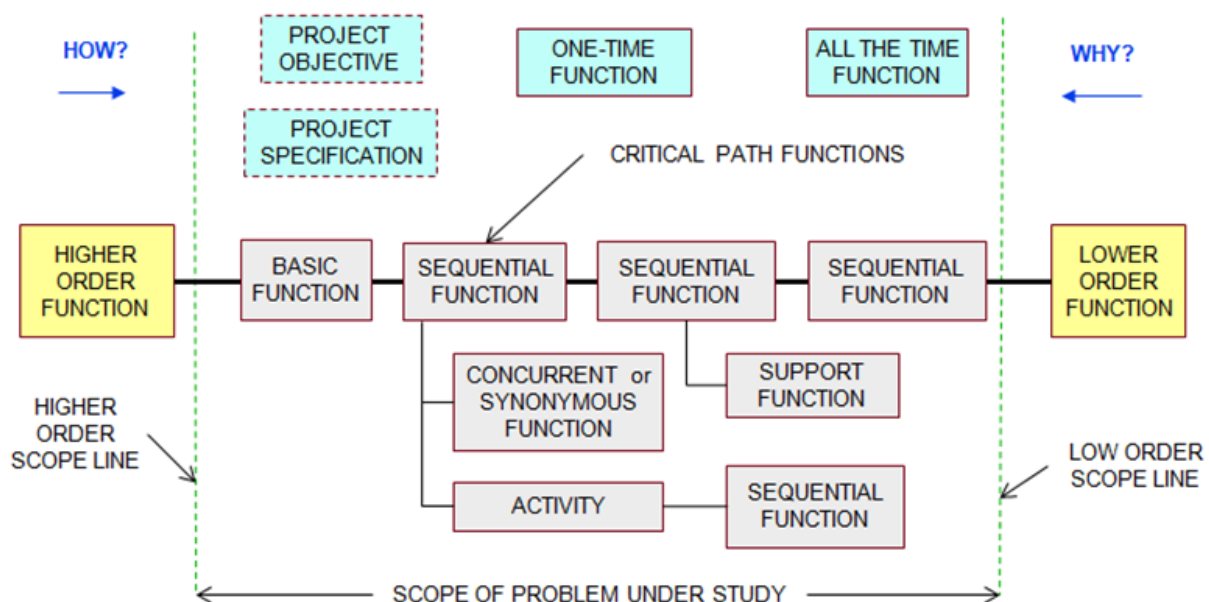 HOW?
PROJECT
OBJECTIVE
ONE-TIME
FUNCTION
ALL THE TIME
FUNCTION
WHY?
PROJECT
SPECIFICATION
CRITICAL PATH FUNCTIONS
HIGHER
ORDER
FUNCTION
BASIC
FUNCTION
SEQUENTIAL
FUNCTION
SEQUENTIAL
FUNCTION
SEQUENTIAL
FUNCTION
LOWER
ORDER
FUNCTION
CONCURRENT or
SYNONYMOUS
FUNCTION
SUPPORT
FUNCTION
HIGHER
ORDER
SCOPE LINE
LOW ORDER
SCOPE LINE
ACTIVITY
SEQUENTIAL
FUNCTION
SCOPE OF PROBLEM UNDER STUDY